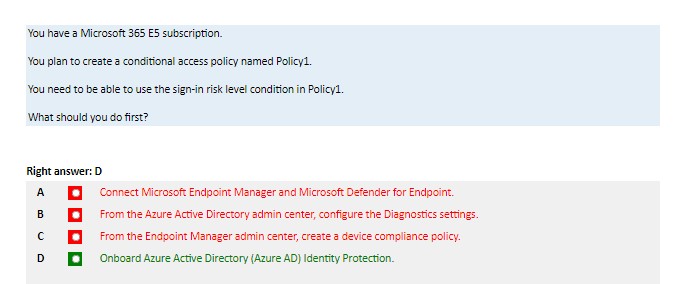 You have a Microsoft 365 E5 subscription.
You plan to create a conditional access policy named Policy1.
You need to be able to use the sign-in risk level condition in Policy1.
What should you do first?
Right answer: D
A Connect Microsoft Endpoint Manager and Microsoft Defender for Endpoint.
B From the Azure Active Directory admin center, configure the Diagnostics settings.
C From the Endpoint Manager admin center, create a device compliance policy.
D Onboard Azure Active Directory (Azure AD) Identity Protection.